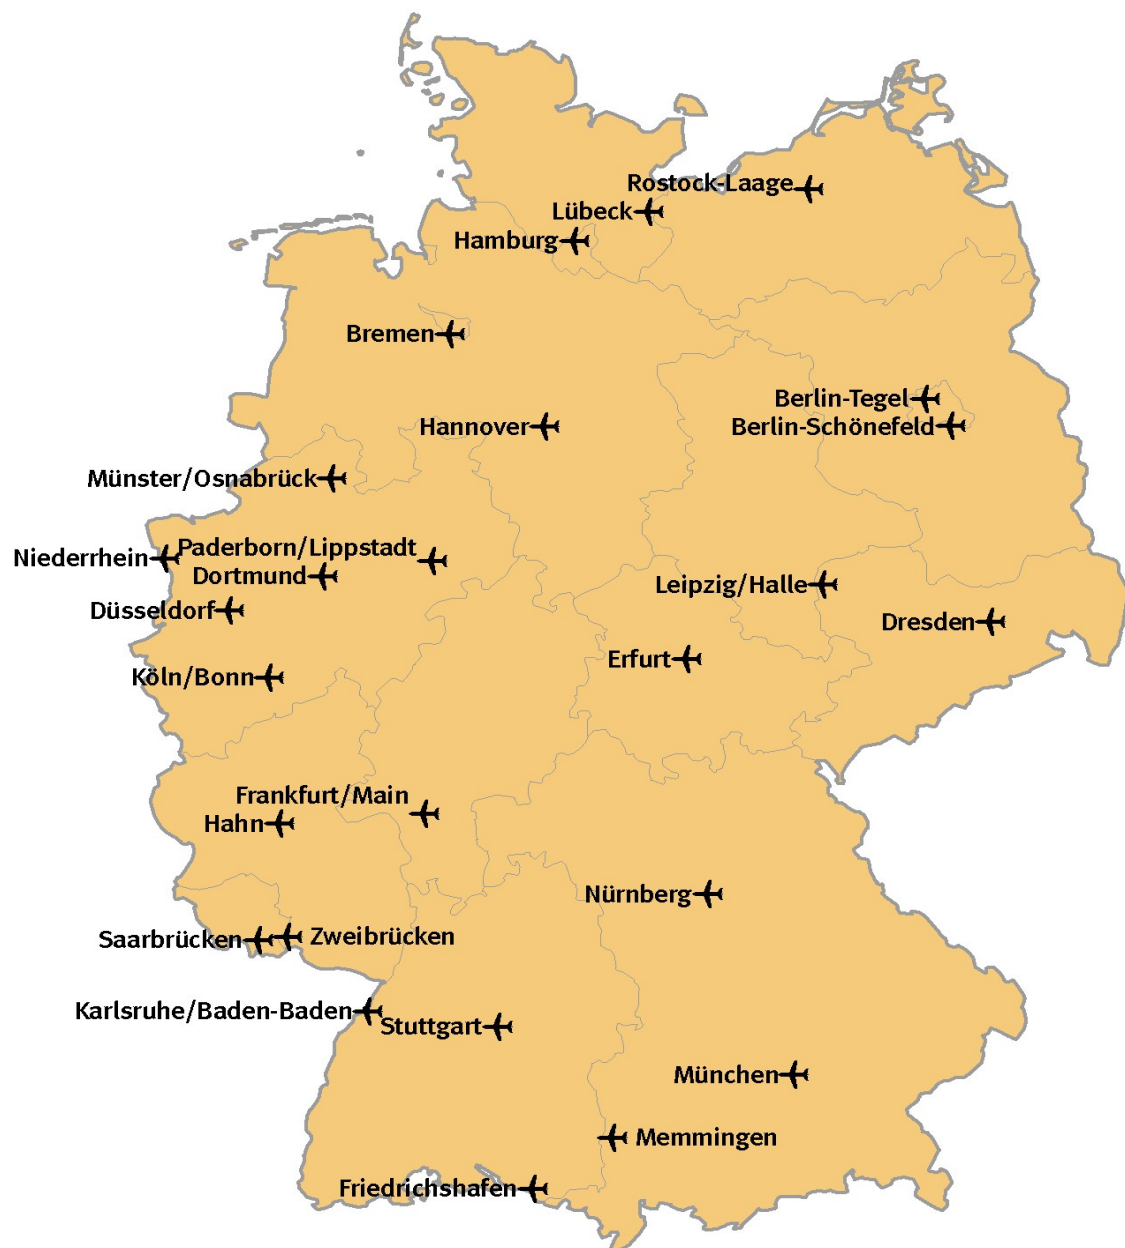 Rostock-Laage
Lübeck
Hamburg
Bremen
Berlin-Tegel
Hannover
Berlin-Schönefeld
Münster/Osnabrück
Paderborn/Lippstadt
Niederrhein
Dortmund
Leipzig/Halle
Düsseldorf
Dresden
Erfurt
Köln/Bonn
Frankfurt/Main
Hahn
Nürnberg
Saarbrücken
Zweibrücken
Karlsruhe/Baden-Baden
Stuttgart
München
Memmingen
Friedrichshafen